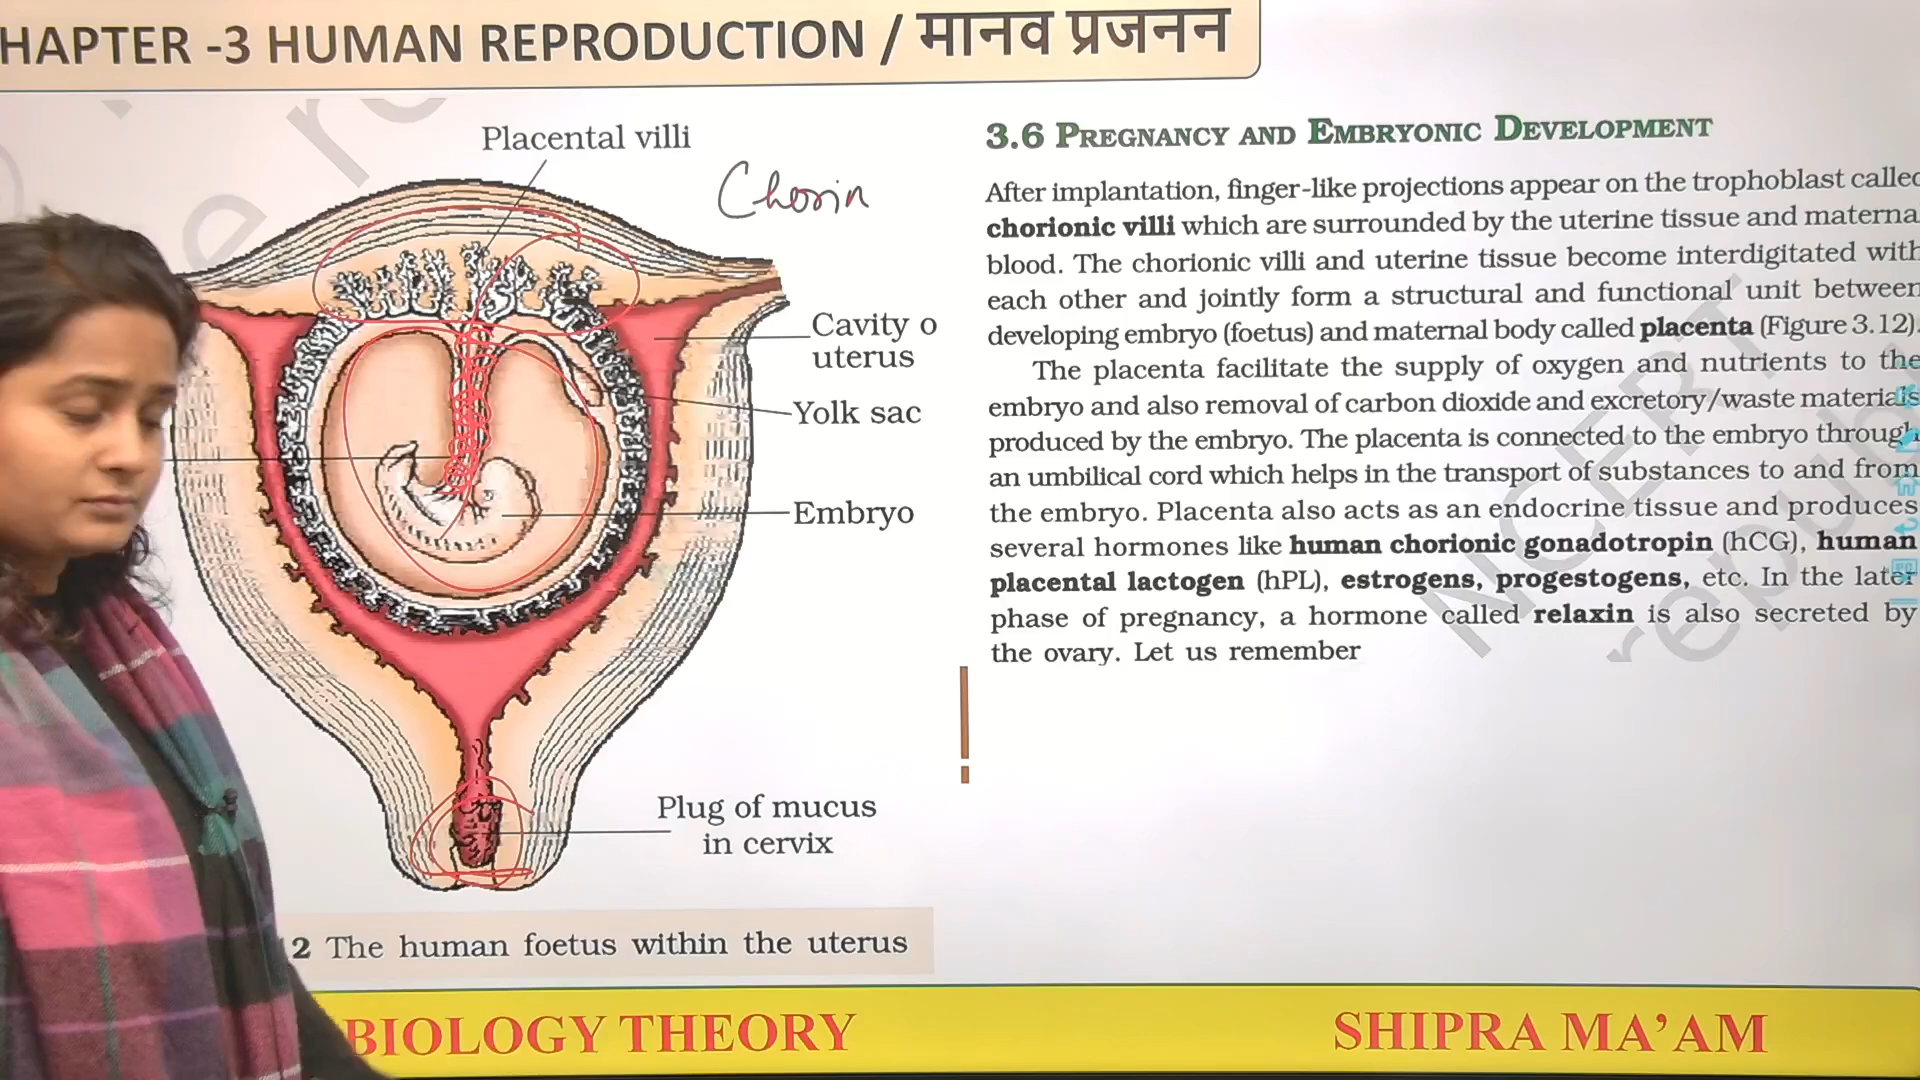 HAPTER -3 HUMAN REPRODUCTION / मानव प्रजनन
Placental villi
Chorin
Cavity o
uterus
Yolk sac
Embryo
Plug of mucus
in cervix
2 The human foetus within the uterus
3.6 PREGNANCY AND EMBRYONIC DEVELOPMENT
After implantation, finger-like projections appear on the trophoblast called
chorionic villi which are surrounded by the uterine tissue and materna
blood. The chorionic villi and uterine tissue become interdigitated with
each other and jointly form a structural and functional unit between
developing embryo (foetus) and maternal body called placenta (Figure 3.12).
The placenta facilitate the supply of oxygen and nutrients to the
embryo and also removal of carbon dioxide and excretory/waste materials
produced by the embryo. The placenta is connected to the embryo through
an umbilical cord which helps in the transport of substances to and from
the embryo. Placenta also acts as an endocrine tissue and produces
several hormones like human chorionic gonadotropin (hCG), human
placental lactogen (hPL), estrogens, progestogens, etc. In the later
phase of pregnancy, a hormone called relaxin is also secreted by
the ovary. Let us remember
NCERT
republ
BIOLOGY THEORY
SHIPRA MA'AM